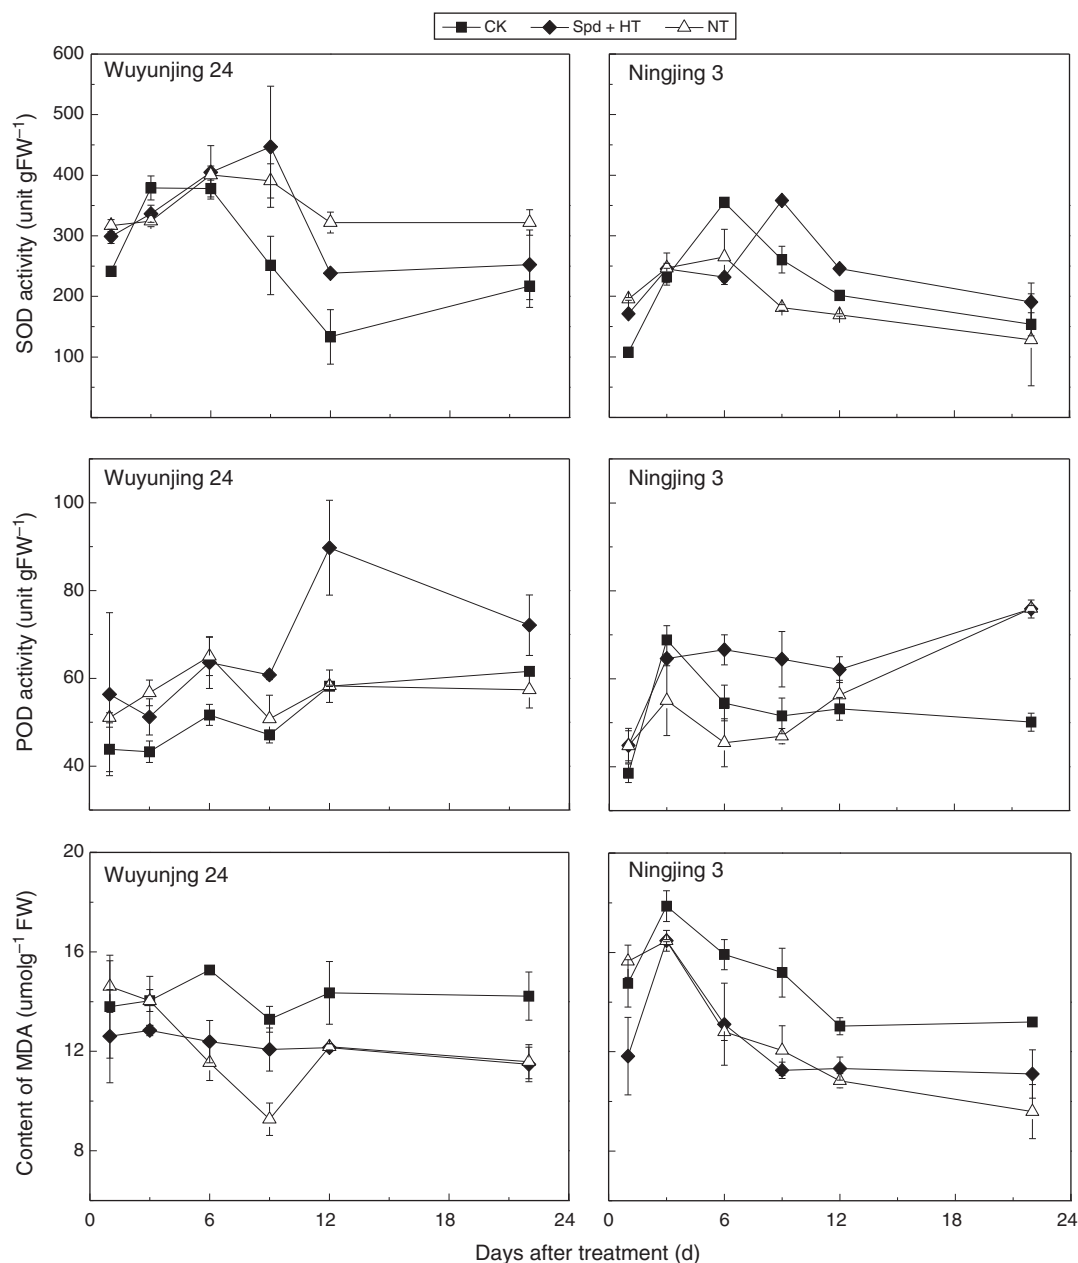 CK Spd + HT NT
Wuyunjing 24
Ningjing 3
600
500
400
300
200
100
SOD activity (unit gFW⁻¹)
Wuyunjing 24
Ningjing 3
100
80
60
40
POD activity (unit gFW⁻¹)
Wuyunjng 24
Ningjing 3
20
16
12
8
Content of MDA (umolg⁻¹ FW)
0 6 12 18 24
0 6 12 18 24
Days after treatment (d)